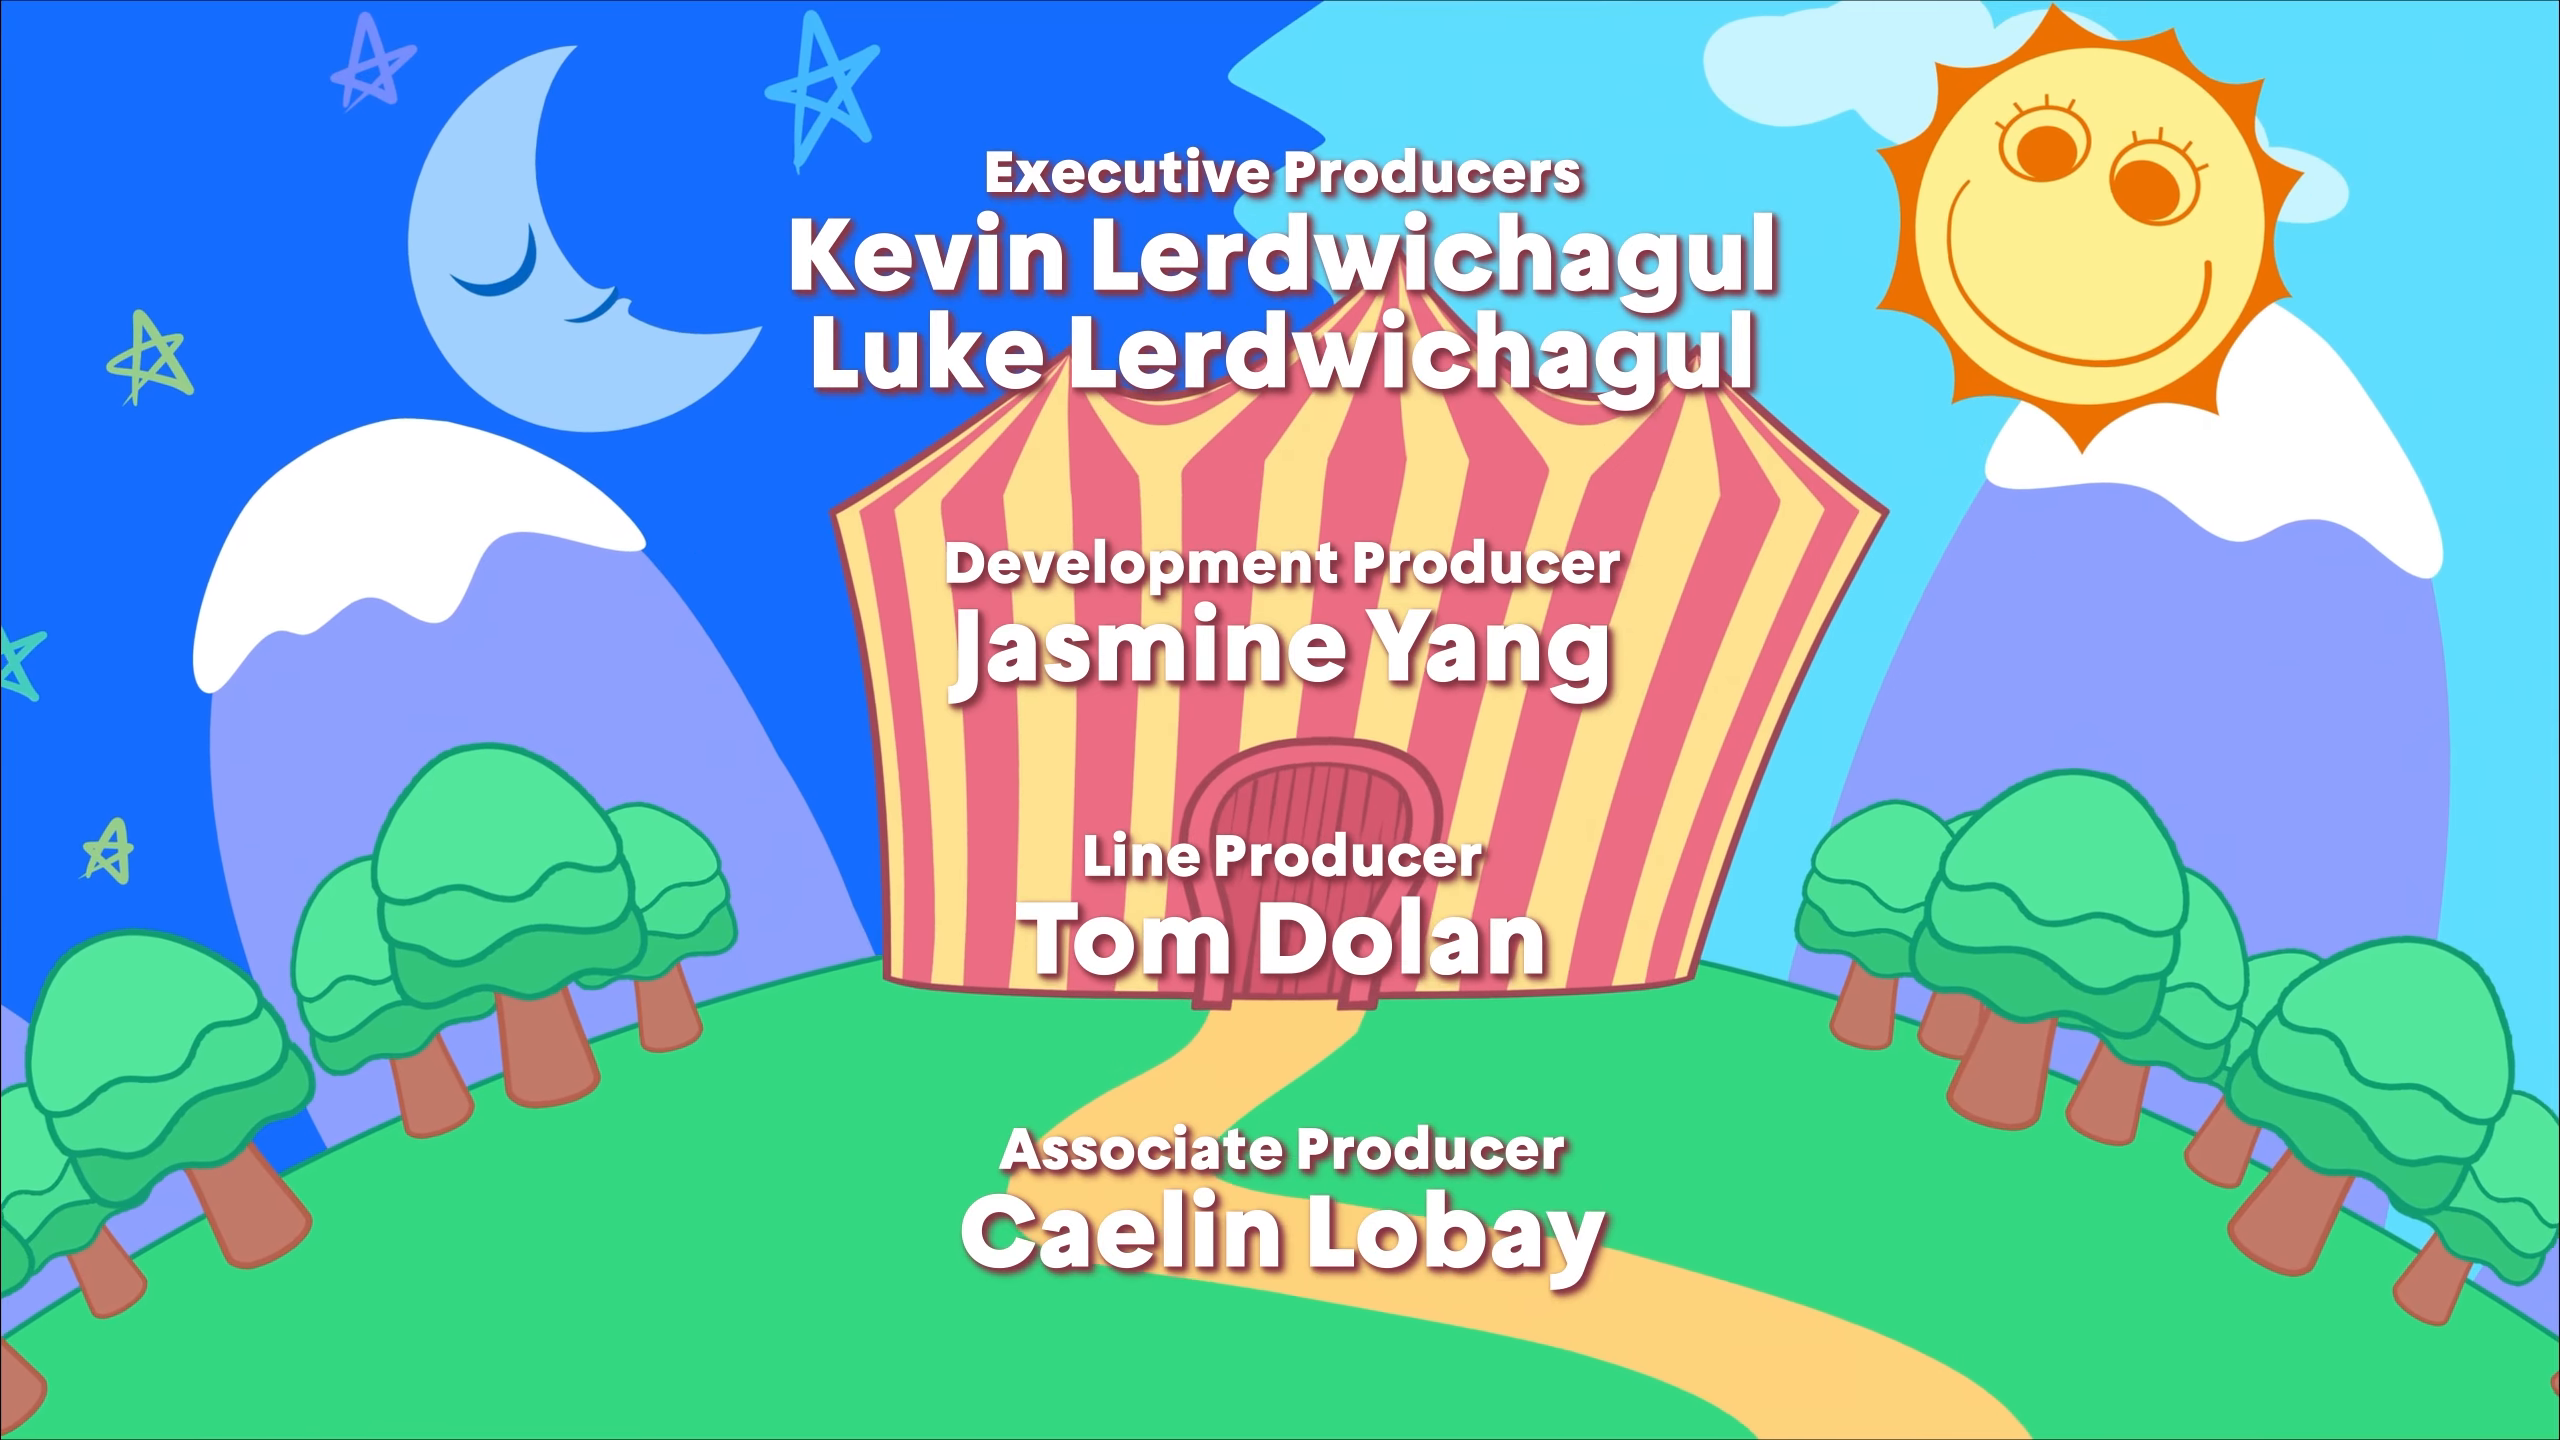 Executive Producers
Kevin Lerdwichagul
Luke Lerdwichagul
Development Producer
Jasmine Yang
Line Producer
Tom Dolan
Associate Producer
Caelin Lobay